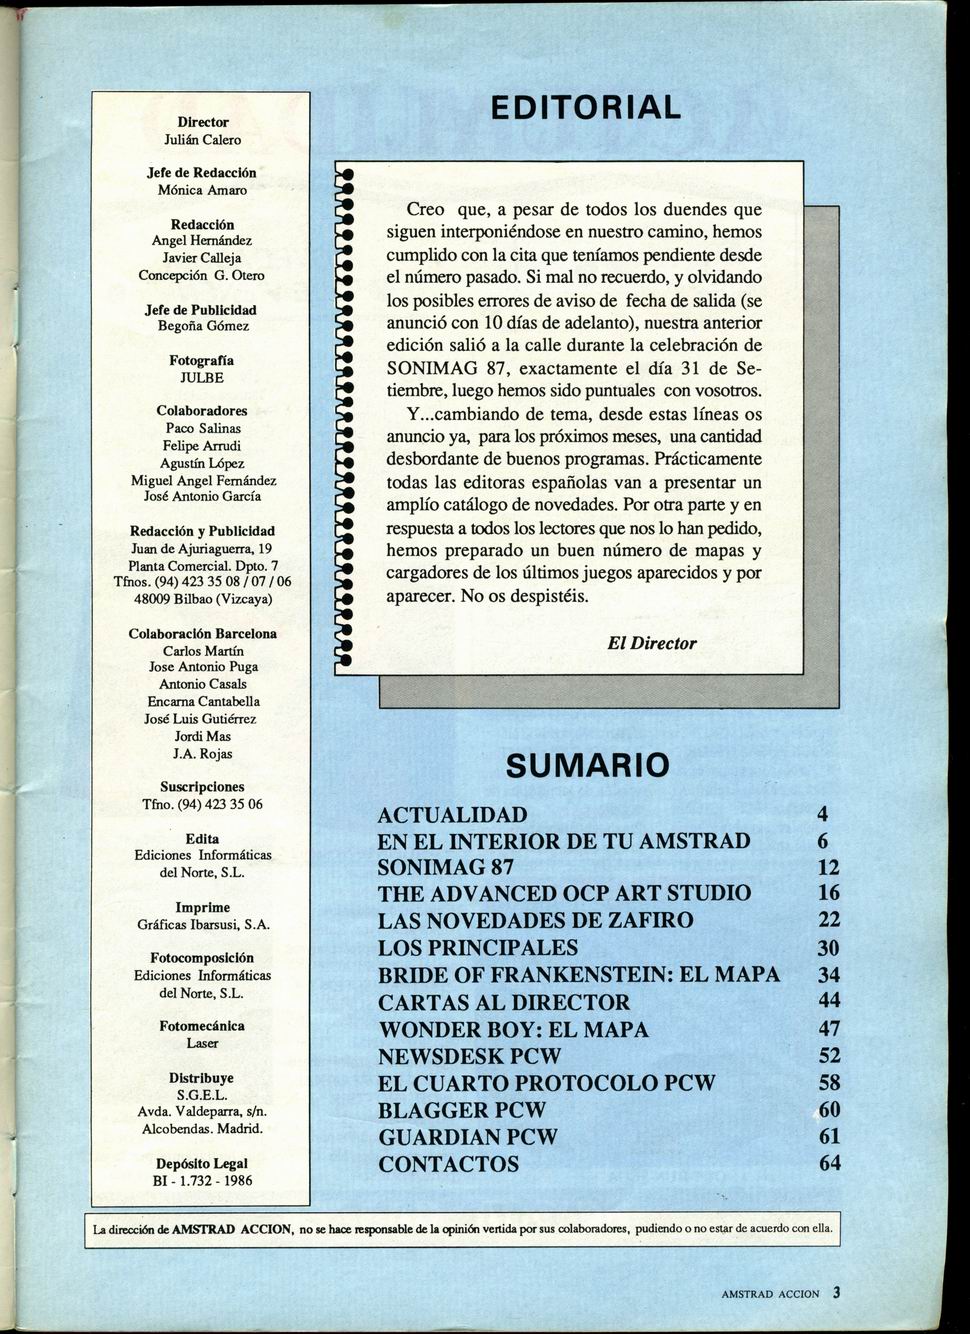 Director
Julián Calero
Jefe de Redacción
Mónica Amaro
Redacción
Angel Hernández
Javier Calleja
Concepción G. Otero
Jefe de Publicidad
Begoña Gómez
Fotografía
JULBE
Colaboradores
Paco Salinas
Felipe Arrudi
Agustín López
Miguel Angel Fernández
José Antonio García
Redacción y Publicidad
Juan de Ajuriaguerra, 19
Planta Comercial. Dpto. 7
Tfnos. (94) 423 35 08 / 07 / 06
48009 Bilbao (Vizcaya)
Colaboración Barcelona
Carlos Martín
Jose Antonio Puga
Antonio Casals
Encarna Cantabella
José Luis Gutiérrez
Jordi Mas
J.A. Rojas
Suscripciones
Tfno. (94) 423 35 06
Edita
Ediciones Informáticas
del Norte, S.L.
Imprime
Gráficas Ibarsusi, S.A.
Fotocomposición
Ediciones Informáticas
del Norte, S.L.
Fotomecánica
Laser
Distribuye
S.G.E.L.
Avda. Valdeparra, s/n.
Alcobendas. Madrid.
Depósito Legal
BI - 1.732 - 1986
EDITORIAL
Creo que, a pesar de todos los duendes que
siguen interponiéndose en nuestro camino, hemos
cumplido con la cita que teníamos pendiente desde
el número pasado. Si mal no recuerdo, y olvidando
los posibles errores de aviso de fecha de salida (se
anunció con 10 días de adelanto), nuestra anterior
edición salió a la calle durante la celebración de
SONIMAG 87, exactamente el día 31 de Se-
tiembre, luego hemos sido puntuales con vosotros.
Y...cambiando de tema, desde estas líneas os
anuncio ya, para los próximos meses, una cantidad
desbordante de buenos programas. Prácticamente
todas las editoras españolas van a presentar un
amplío catálogo de novedades. Por otra parte y en
respuesta a todos los lectores que nos lo han pedido,
hemos preparado un buen número de mapas y
cargadores de los últimos juegos aparecidos y por
aparecer. No os despistéis.
El Director
SUMARIO
ACTUALIDAD 4
EN EL INTERIOR DE TU AMSTRAD 6
SONIMAG 87 12
THE ADVANCED OCP ART STUDIO 16
LAS NOVEDADES DE ZAFIRO 22
LOS PRINCIPALES 30
BRIDE OF FRANKENSTEIN: EL MAPA 34
CARTAS AL DIRECTOR 44
WONDER BOY: EL MAPA 47
NEWSDESK PCW 52
EL CUARTO PROTOCOLO PCW 58
BLAGGER PCW 60
GUARDIAN PCW 61
CONTACTOS 64
La dirección de AMSTRAD ACCION, no se hace responsable de la opinión vertida por sus colaboradores, pudiendo o no estar de acuerdo con ella.
AMSTRAD ACCION 3